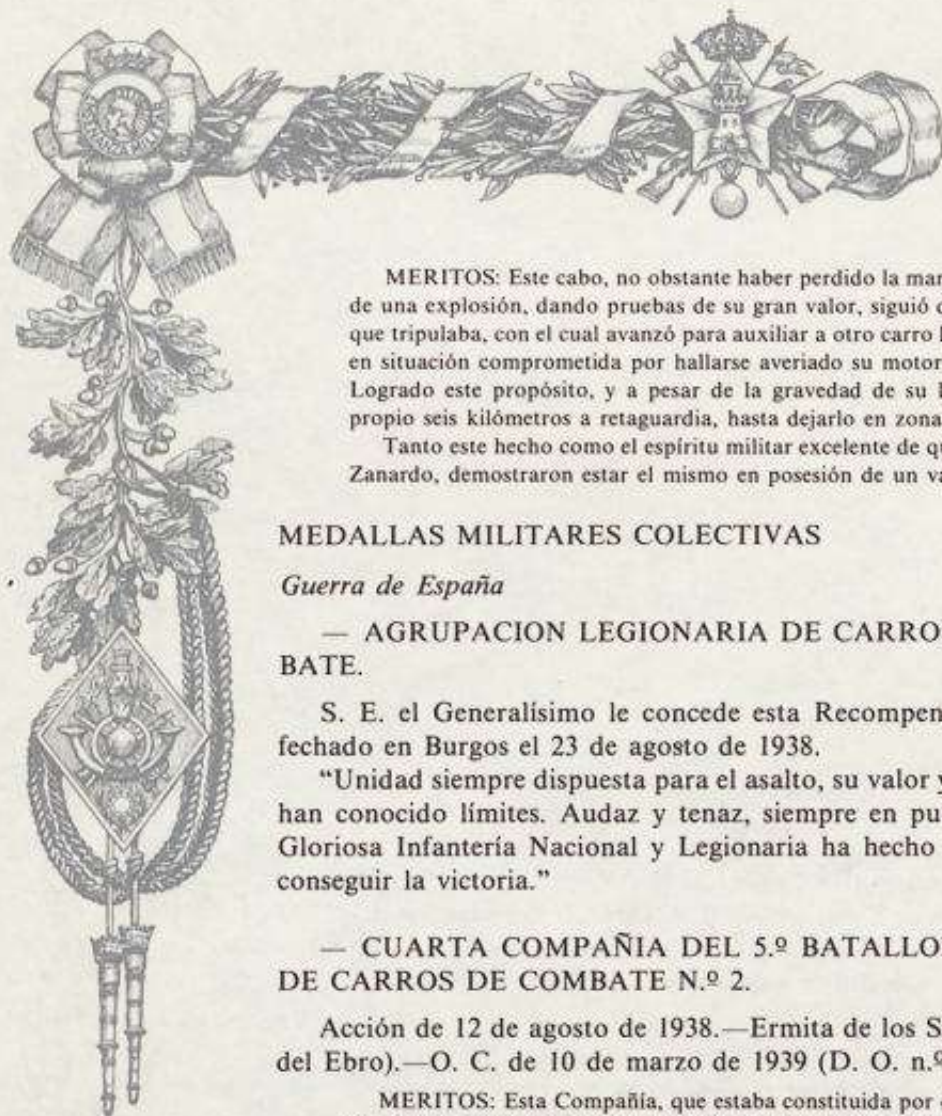 MERITOS: Este cabo, no obstante haber perdido la
de una explosión, dando pruebas de su gran valor, siguió
que tripulaba, con el cual avanzó para auxiliar a otro carro
en situación comprometida por hallarse averiado su motor
Logrado este propósito, y a pesar de la gravedad de su
propio seis kilómetros a retaguardia, hasta dejarlo en zona
Tanto este hecho como el espíritu militar excelente de
Zanardo, demostraron estar el mismo en posesión de un
MEDALLAS MILITARES COLECTIVAS
Guerra de España
— AGRUPACION LEGIONARIA DE
BATE.
S. E. el Generalísimo le concede esta
fechado en Burgos el 23 de agosto de 1938.
“Unidad siempre dispuesta para el asalto, su valor y
han conocido límites. Audaz y tenaz, siempre en
Gloriosa Infantería Nacional y Legionaria ha hecho
conseguir la victoria.”
— CUARTA COMPAÑIA DEL 5.º
DE CARROS DE COMBATE N.º 2.
Acción de 12 de agosto de 1938.—Ermita de los
del Ebro).—O. C. de 10 de marzo de 1939 (D. O. n.º
MERITOS: Esta Compañía, que estaba constituida por